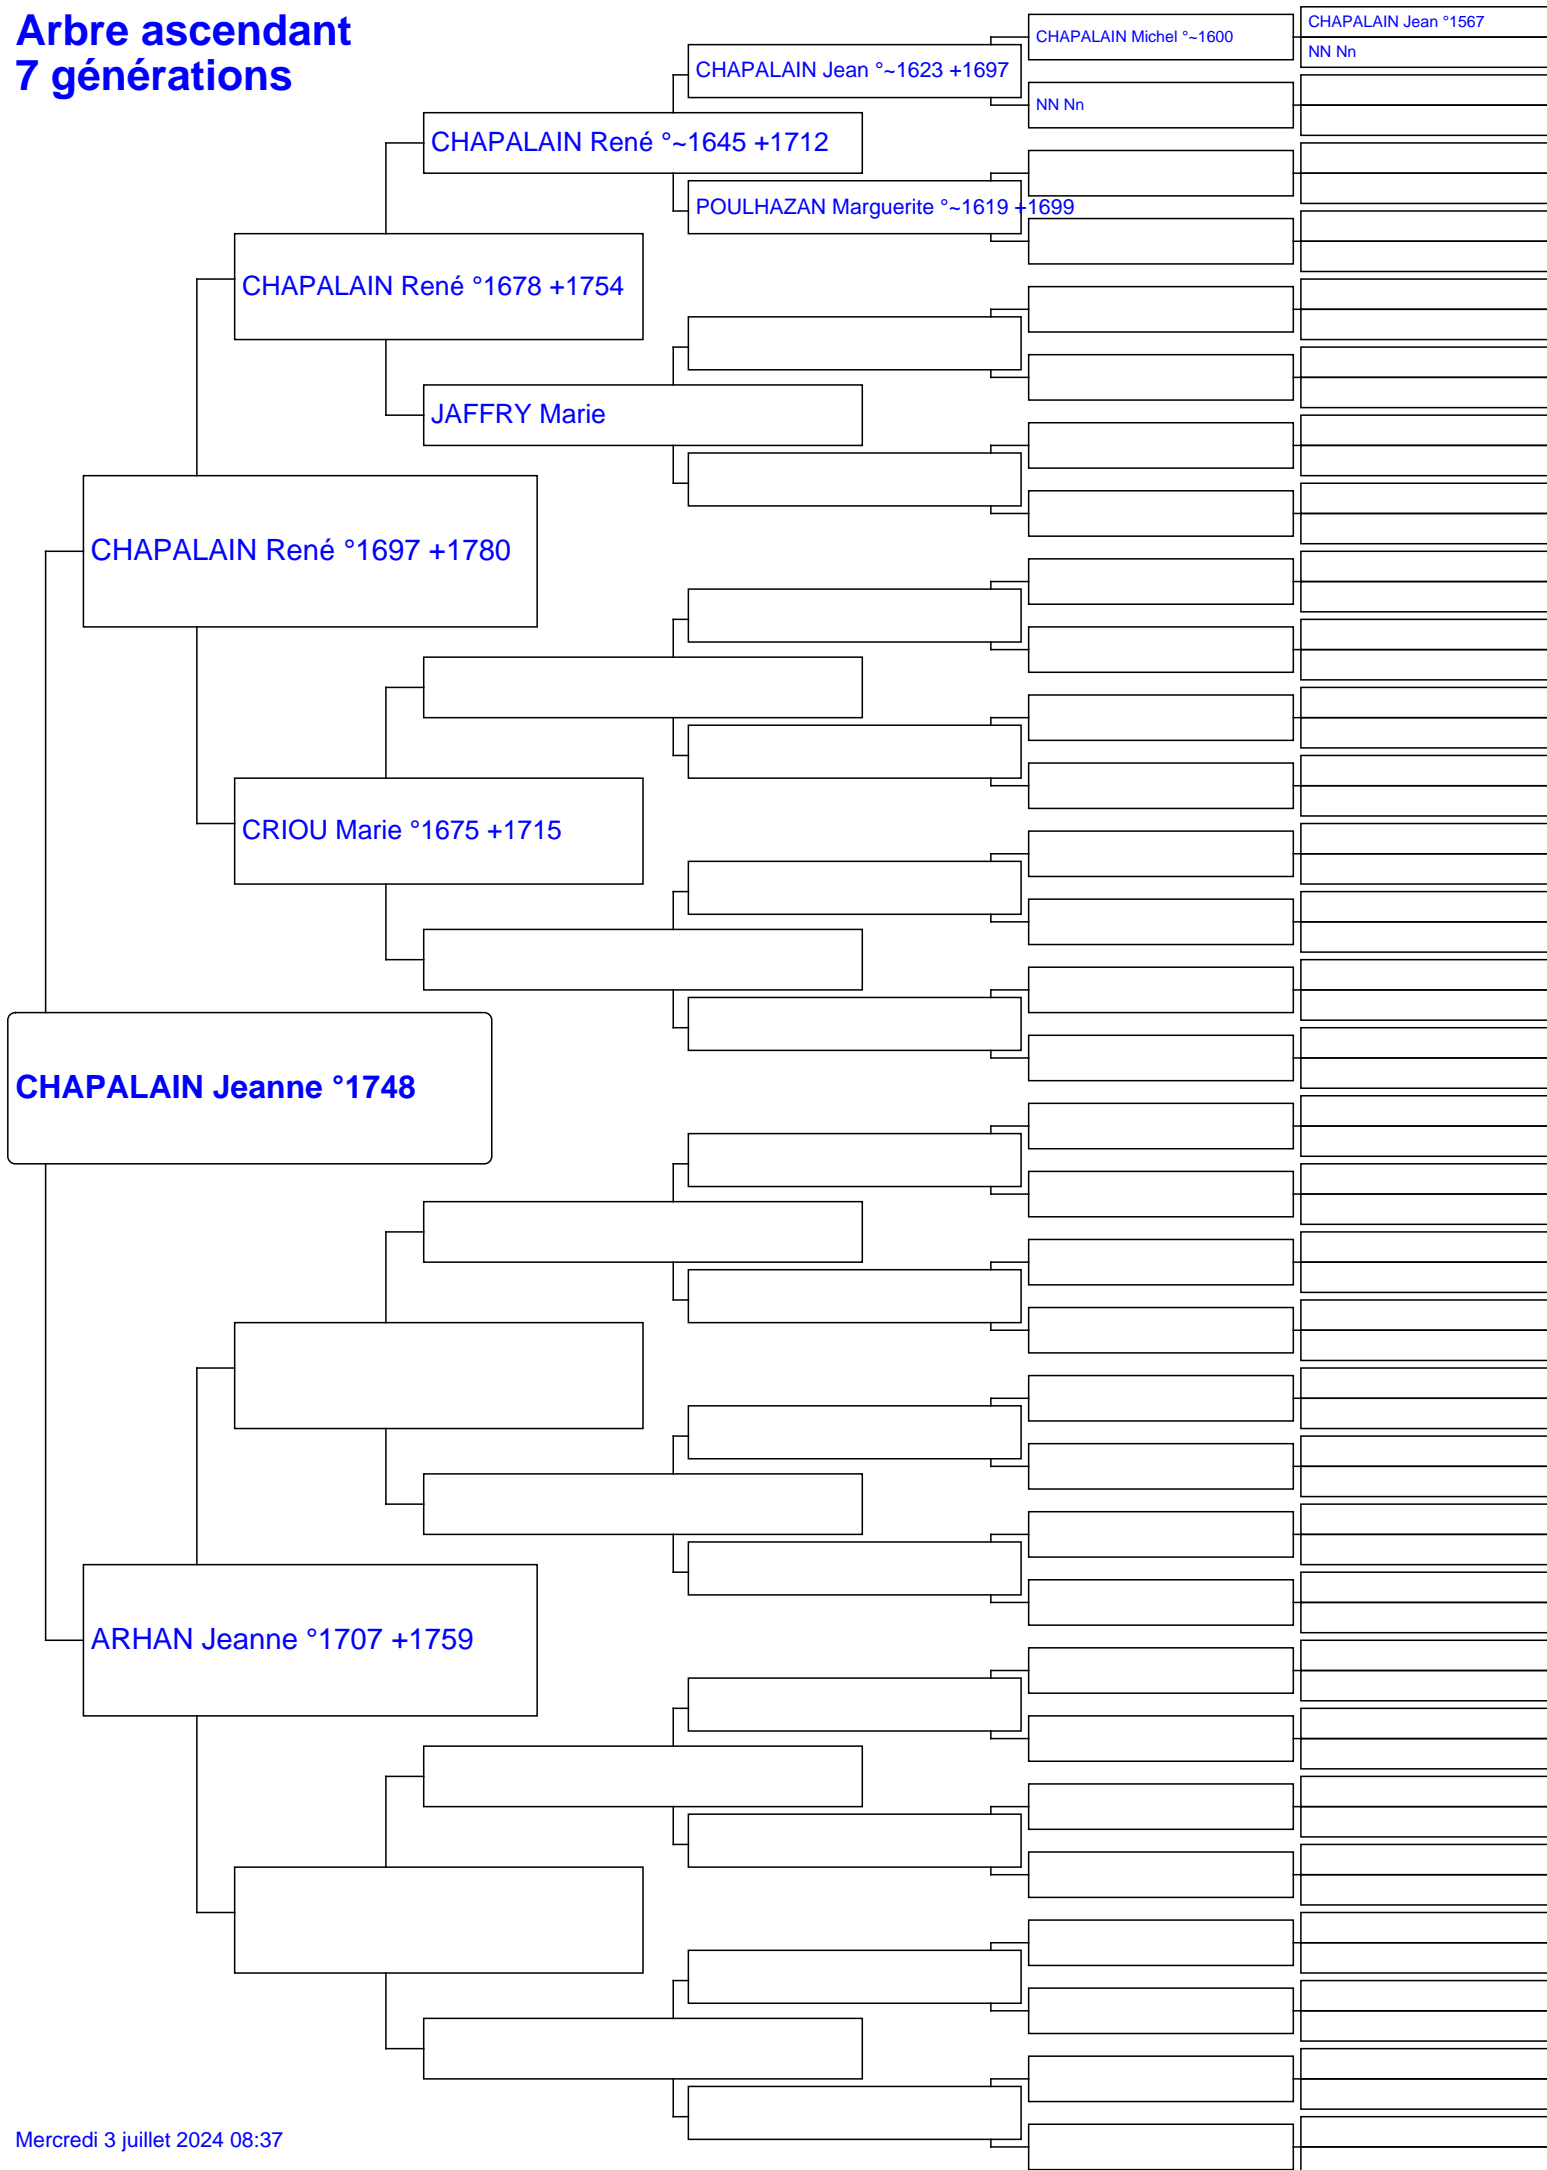 Arbre ascendant
7 générations
CHAPALAIN Jean °1567
NN Nn
CHAPALAIN Michel °~1600
CHAPALAIN Jean °~1623 +1697
NN Nn
CHAPALAIN René °~1645 +1712
POULHAZAN Marguerite °~1619 +1699
CHAPALAIN René °1678 +1754
JAFFRY Marie
CHAPALAIN René °1697 +1780
CRIOU Marie °1675 +1715
CHAPALAIN Jeanne °1748
ARHAN Jeanne °1707 +1759
Mercredi 3 juillet 2024 08:37